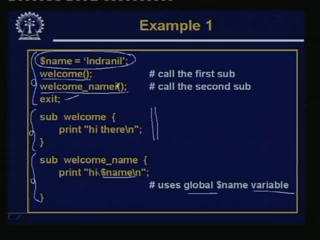 Example 1
$name = 'Indranil';
welcome(); # call the first sub
welcome_name(); # call the second sub
exit;
sub welcome {
print "hi there\n";
}
sub welcome_name {
print "hi $name\n";
# uses global $name variable
}